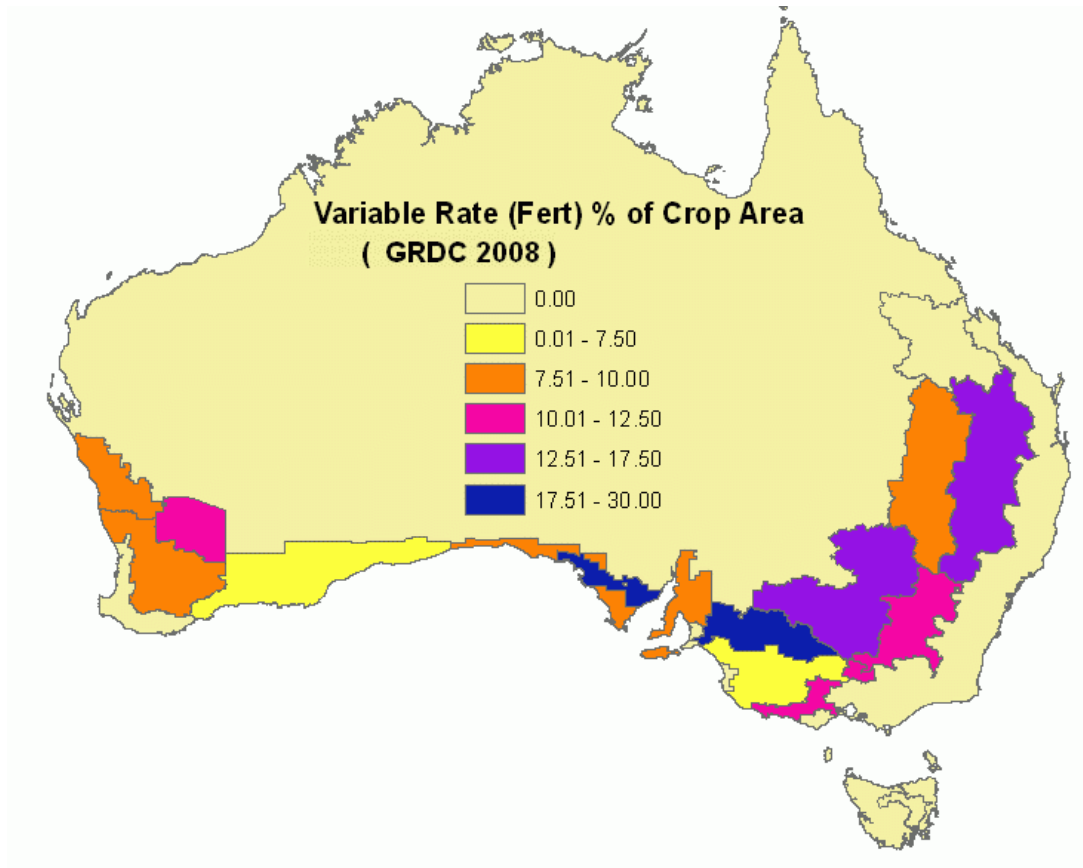 Variable Rate (Fert) % of Crop Area
( GRDC 2008 )
0.00
0.01 - 7.50
7.51 - 10.00
10.01 - 12.50
12.51 - 17.50
17.51 - 30.00